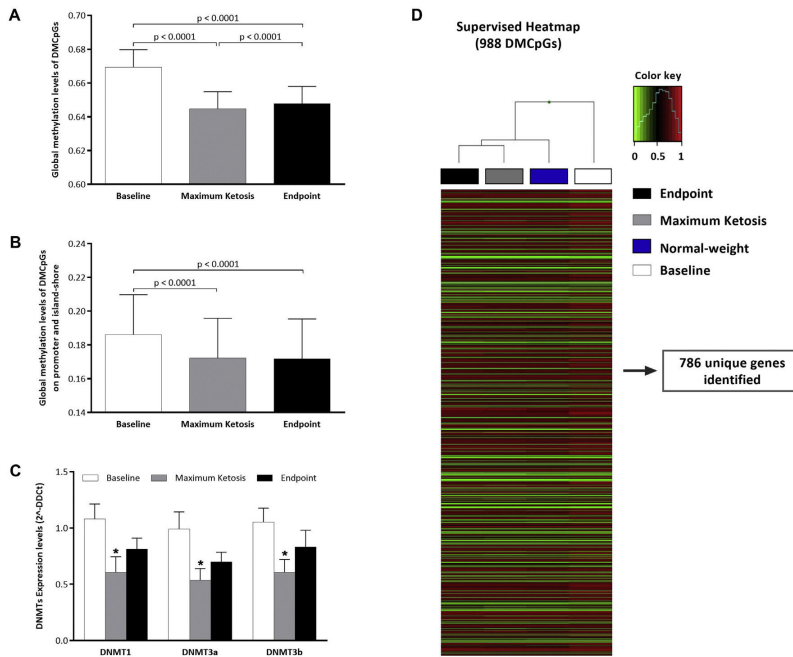 A
Global methylation levels of DMCpGs
0.70
0.68
0.66
0.64
0.62
0.60
p < 0.0001
p < 0.0001
p < 0.0001
Baseline
Maximum Ketosis
Endpoint
B
Global methylation levels of DMCpGs
on promoter and island-shore
0.24
0.22
0.20
0.18
0.16
0.14
p < 0.0001
p < 0.0001
Baseline
Maximum Ketosis
Endpoint
C
DNMTs Expression levels (2^-DDCt)
1.5
1.0
0.5
0.0
Baseline
Maximum Ketosis
Endpoint
*
*
*
DNMT1
DNMT3a
DNMT3b
D
Supervised Heatmap
(988 DMCpGs)
Color key
0 0.5 1
Endpoint
Maximum Ketosis
Normal-weight
Baseline
786 unique genes
identified